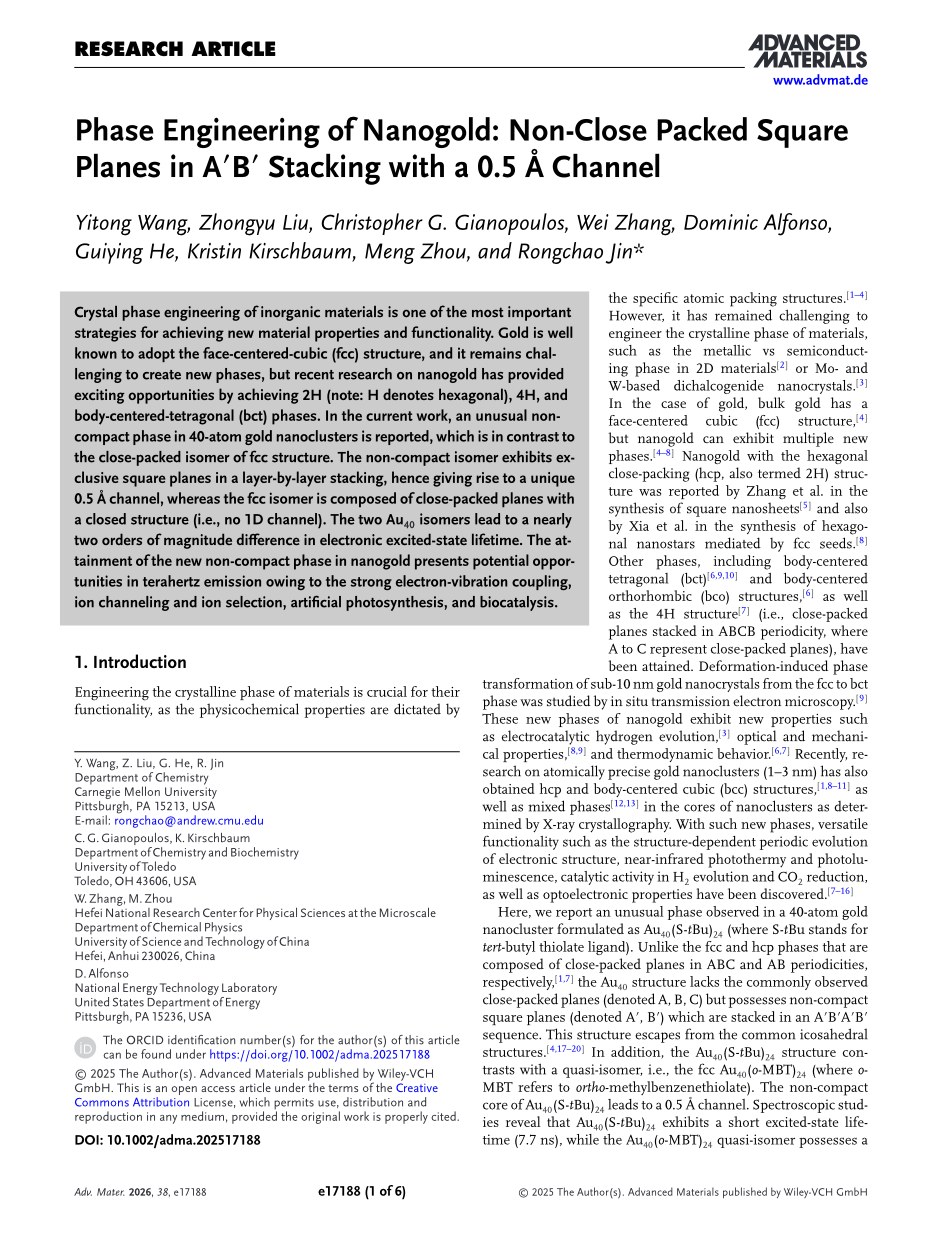 RESEARCH ARTICLE
ADVANCED
MATERIALS
www.advmat.de
Phase Engineering of Nanogold: Non-Close Packed Square
Planes in A′B′ Stacking with a 0.5 Å Channel
Yitong Wang, Zhongyu Liu, Christopher G. Gianopoulos, Wei Zhang, Dominic Alfonso,
Guiying He, Kristin Kirschbaum, Meng Zhou, and Rongchao Jin*
Crystal phase engineering of inorganic materials is one of the most important
strategies for achieving new material properties and functionality. Gold is well
known to adopt the face-centered-cubic (fcc) structure, and it remains chal-
lenging to create new phases, but recent research on nanogold has provided
exciting opportunities by achieving 2H (note: H denotes hexagonal), 4H, and
body-centered-tetragonal (bct) phases. In the current work, an unusual non-
compact phase in 40-atom gold nanoclusters is reported, which is in contrast to
the close-packed isomer of fcc structure. The non-compact isomer exhibits ex-
clusive square planes in a layer-by-layer stacking, hence giving rise to a unique
0.5 Å channel, whereas the fcc isomer is composed of close-packed planes with
a closed structure (i.e., no 1D channel). The two Au₄₀ isomers lead to a nearly
two orders of magnitude difference in electronic excited-state lifetime. The at-
tainment of the new non-compact phase in nanogold presents potential oppor-
tunities in terahertz emission owing to the strong electron-vibration coupling,
ion channeling and ion selection, artificial photosynthesis, and biocatalysis.
1. Introduction
Engineering the crystalline phase of materials is crucial for their
functionality, as the physicochemical properties are dictated by
Y. Wang, Z. Liu, G. He, R. Jin
Department of Chemistry
Carnegie Mellon University
Pittsburgh, PA 15213, USA
E-mail: rongchao@andrew.cmu.edu
C. G. Gianopoulos, K. Kirschbaum
Department of Chemistry and Biochemistry
University of Toledo
Toledo, OH 43606, USA
W. Zhang, M. Zhou
Hefei National Research Center for Physical Sciences at the Microscale
Department of Chemical Physics
University of Science and Technology of China
Hefei, Anhui 230026, China
D. Alfonso
National Energy Technology Laboratory
United States Department of Energy
Pittsburgh, PA 15236, USA
iD
The ORCID identification number(s) for the author(s) of this article
can be found under https://doi.org/10.1002/adma.202517188
© 2025 The Author(s). Advanced Materials published by Wiley-VCH
GmbH. This is an open access article under the terms of the Creative
Commons Attribution License, which permits use, distribution and
reproduction in any medium, provided the original work is properly cited.
DOI: 10.1002/adma.202517188
the specific atomic packing structures.[1–4]
However, it has remained challenging to
engineer the crystalline phase of materials,
such as the metallic vs semiconduct-
ing phase in 2D materials[2] or Mo- and
W-based dichalcogenide nanocrystals.[3]
In the case of gold, bulk gold has a
face-centered cubic (fcc) structure,[4]
but nanogold can exhibit multiple new
phases.[4–8] Nanogold with the hexagonal
close-packing (hcp, also termed 2H) struc-
ture was reported by Zhang et al. in the
synthesis of square nanosheets[5] and also
by Xia et al. in the synthesis of hexago-
nal nanostars mediated by fcc seeds.[8]
Other phases, including body-centered
tetragonal (bct)[6,9,10] and body-centered
orthorhombic (bco) structures,[6] as well
as the 4H structure[7] (i.e., close-packed
planes stacked in ABCB periodicity, where
A to C represent close-packed planes), have
been attained. Deformation-induced phase
transformation of sub-10 nm gold nanocrystals from the fcc to bct
phase was studied by in situ transmission electron microscopy.[9]
These new phases of nanogold exhibit new properties such
as electrocatalytic hydrogen evolution,[3] optical and mechani-
cal properties,[8,9] and thermodynamic behavior.[6,7] Recently, re-
search on atomically precise gold nanoclusters (1–3 nm) has also
obtained hcp and body-centered cubic (bcc) structures,[1,8–11] as
well as mixed phases[12,13] in the cores of nanoclusters as deter-
mined by X-ray crystallography. With such new phases, versatile
functionality such as the structure-dependent periodic evolution
of electronic structure, near-infrared photothermy and photolu-
minescence, catalytic activity in H₂ evolution and CO₂ reduction,
as well as optoelectronic properties have been discovered.[7–16]
Here, we report an unusual phase observed in a 40-atom gold
nanocluster formulated as Au₄₀(S-tBu)₂₄ (where S-tBu stands for
tert-butyl thiolate ligand). Unlike the fcc and hcp phases that are
composed of close-packed planes in ABC and AB periodicities,
respectively,[1,7] the Au₄₀ structure lacks the commonly observed
close-packed planes (denoted A, B, C) but possesses non-compact
square planes (denoted A′, B′) which are stacked in an A′B′A′B′
sequence. This structure escapes from the common icosahedral
structures.[4,17–20] In addition, the Au₄₀(S-tBu)₂₄ structure con-
trasts with a quasi-isomer, i.e., the fcc Au₄₀(o-MBT)₂₄ (where o-
MBT refers to ortho-methylbenzenethiolate). The non-compact
core of Au₄₀(S-tBu)₂₄ leads to a 0.5 Å channel. Spectroscopic stud-
ies reveal that Au₄₀(S-tBu)₂₄ exhibits a short excited-state life-
time (7.7 ns), while the Au₄₀(o-MBT)₂₄ quasi-isomer possesses a
Adv. Mater. 2026, 38, e17188
e17188 (1 of 6)
© 2025 The Author(s). Advanced Materials published by Wiley-VCH GmbH